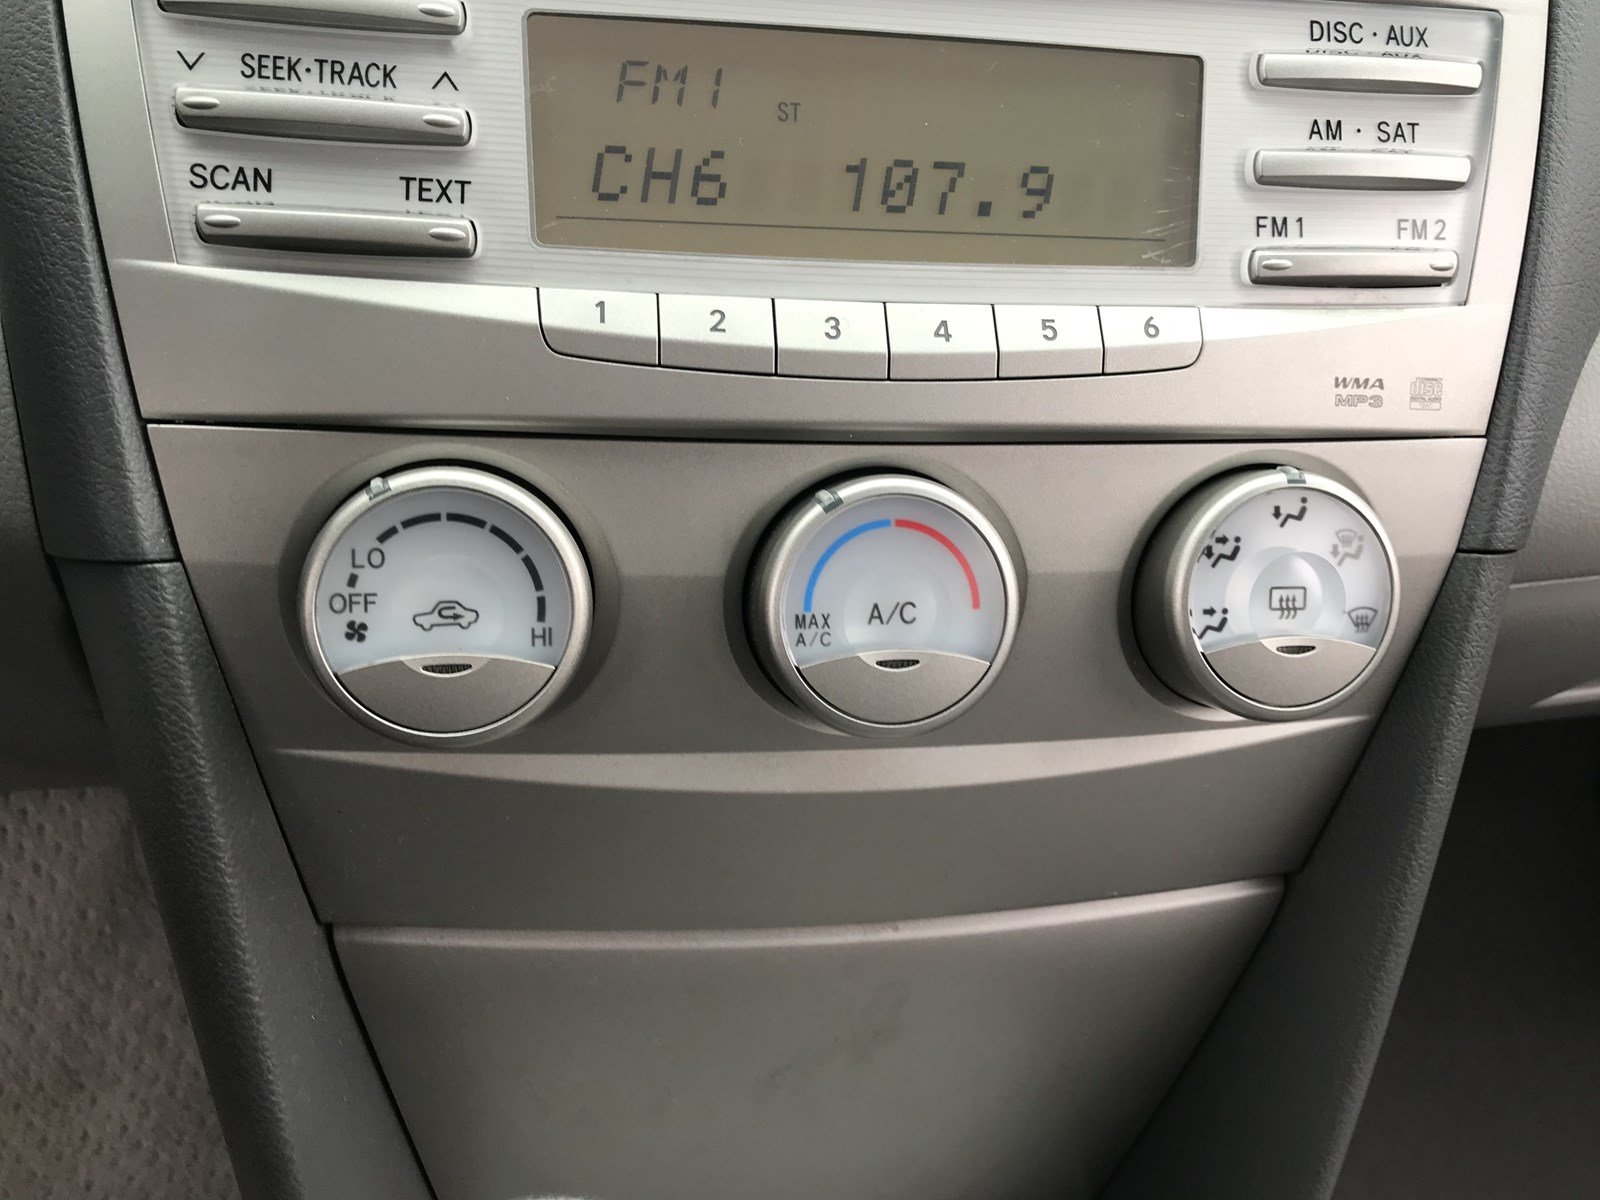 SEEK·TRACK
SCAN TEXT
FM1
ST
CH6 107.9
DISC · AUX
AM · SAT
FM1 FM2
1 2 3 4 5 6
WMA
MP3
disc
LO
OFF
HI
MAX
A/C
A/C